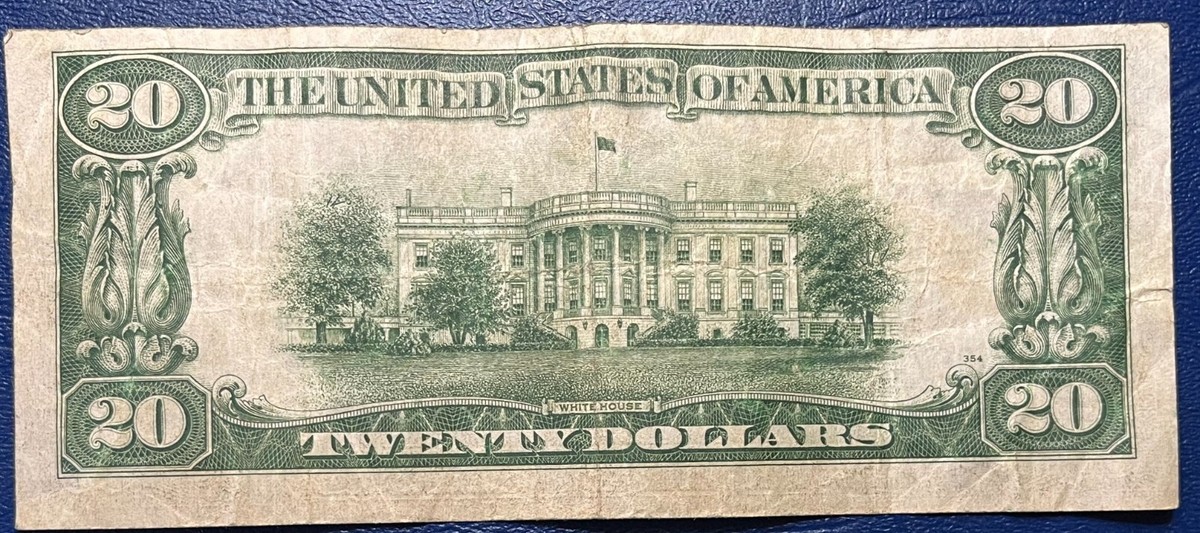 20 THE UNITED STATES OF AMERICA 20
354
20 WHITE HOUSE 20
TWENTY DOLLARS